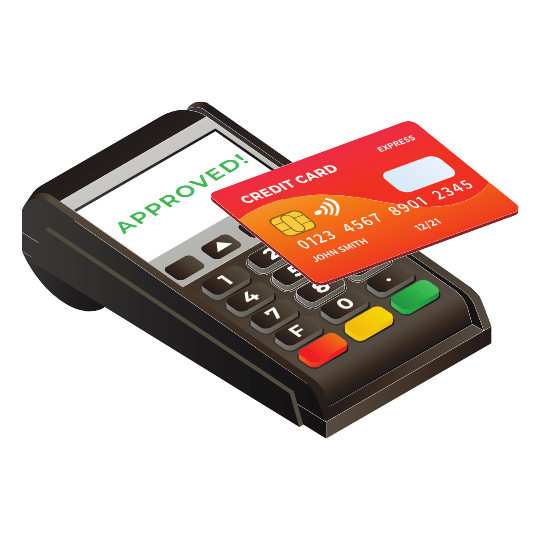 APPROVED!
CREDIT CARD
EXPRESS
0123 4567 8901 2345
12/21
JOHN SMITH
1 2
4 5
7 8
F 0 .